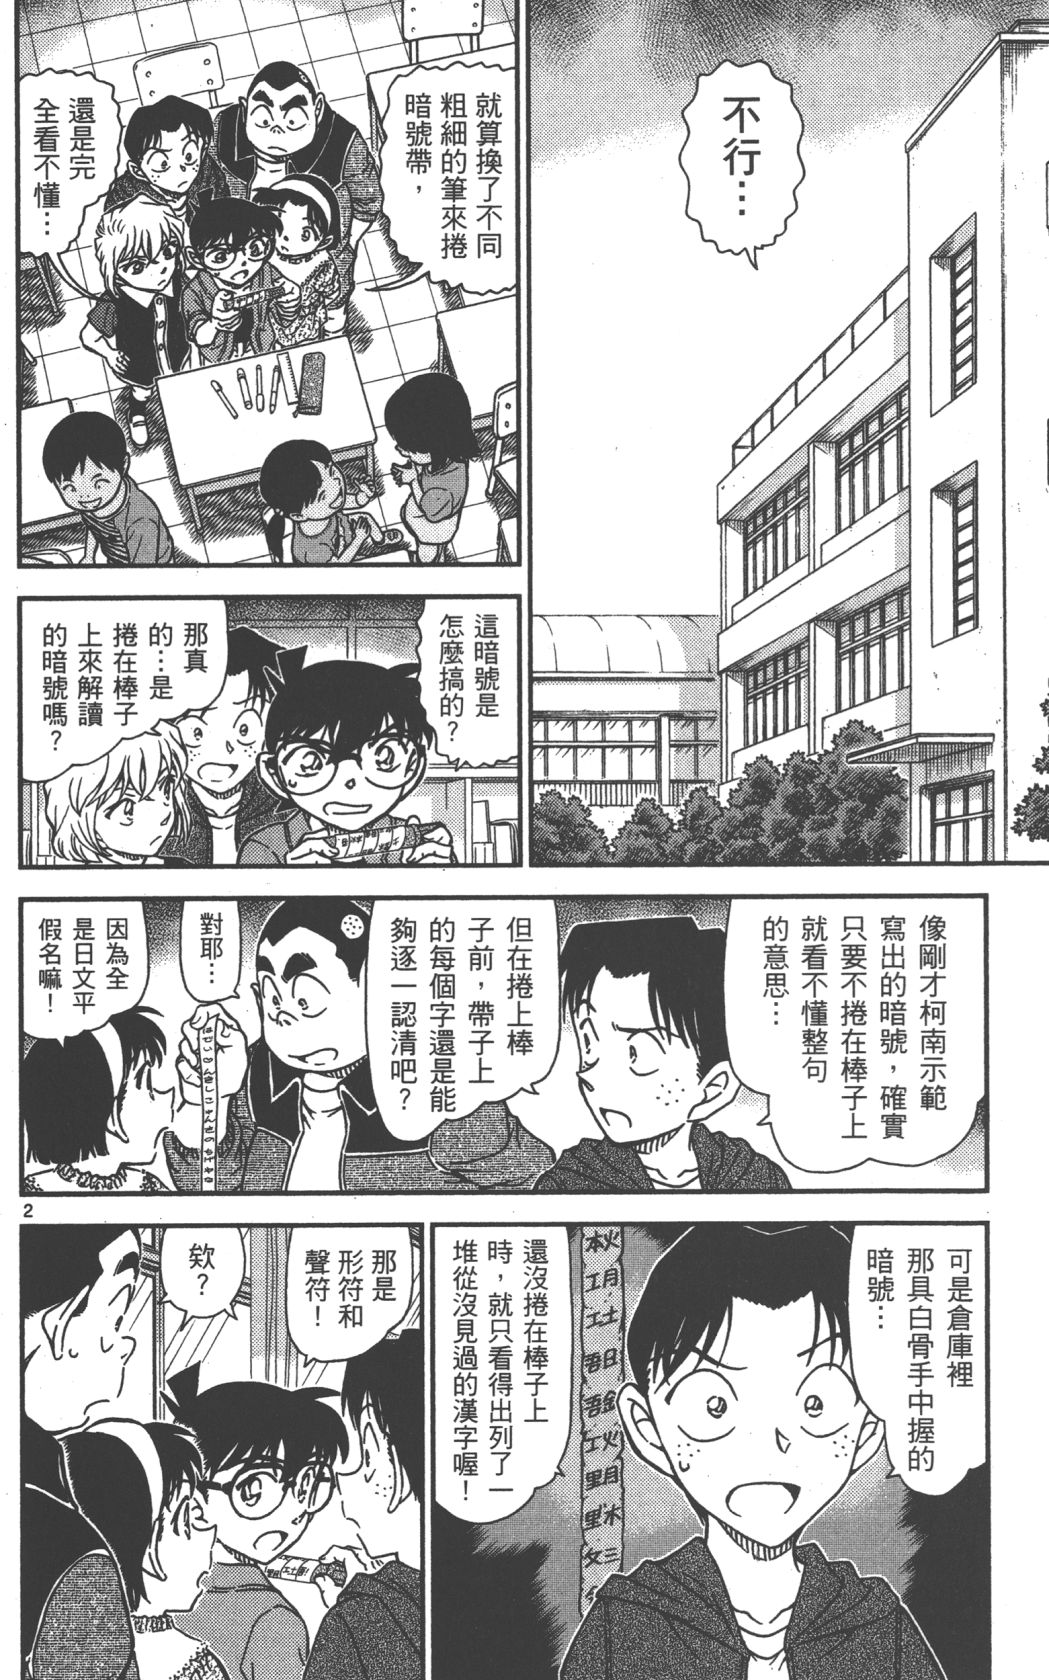 不行…
就算換了不同
粗細的筆來捲
暗號帶，
還是完
全看不懂…
這暗號是
怎麼搞的？
那真
的…是
捲在棒子
上來解讀
的暗號嗎？
像剛才柯南示範
寫出的暗號，確實
只要不捲在棒子上
就看不懂整句
的意思…
但在捲上棒
子前，帶子上
的每個字還是能
夠逐一認清吧？
對耶…
因為全
是日文平
假名嘛！
2
可是倉庫裡
那具白骨手中握的
暗號…
還沒捲在棒子上
時，就只看得出列了一
堆從沒見過的漢字喔！
那是
形符和
聲符！
欸？